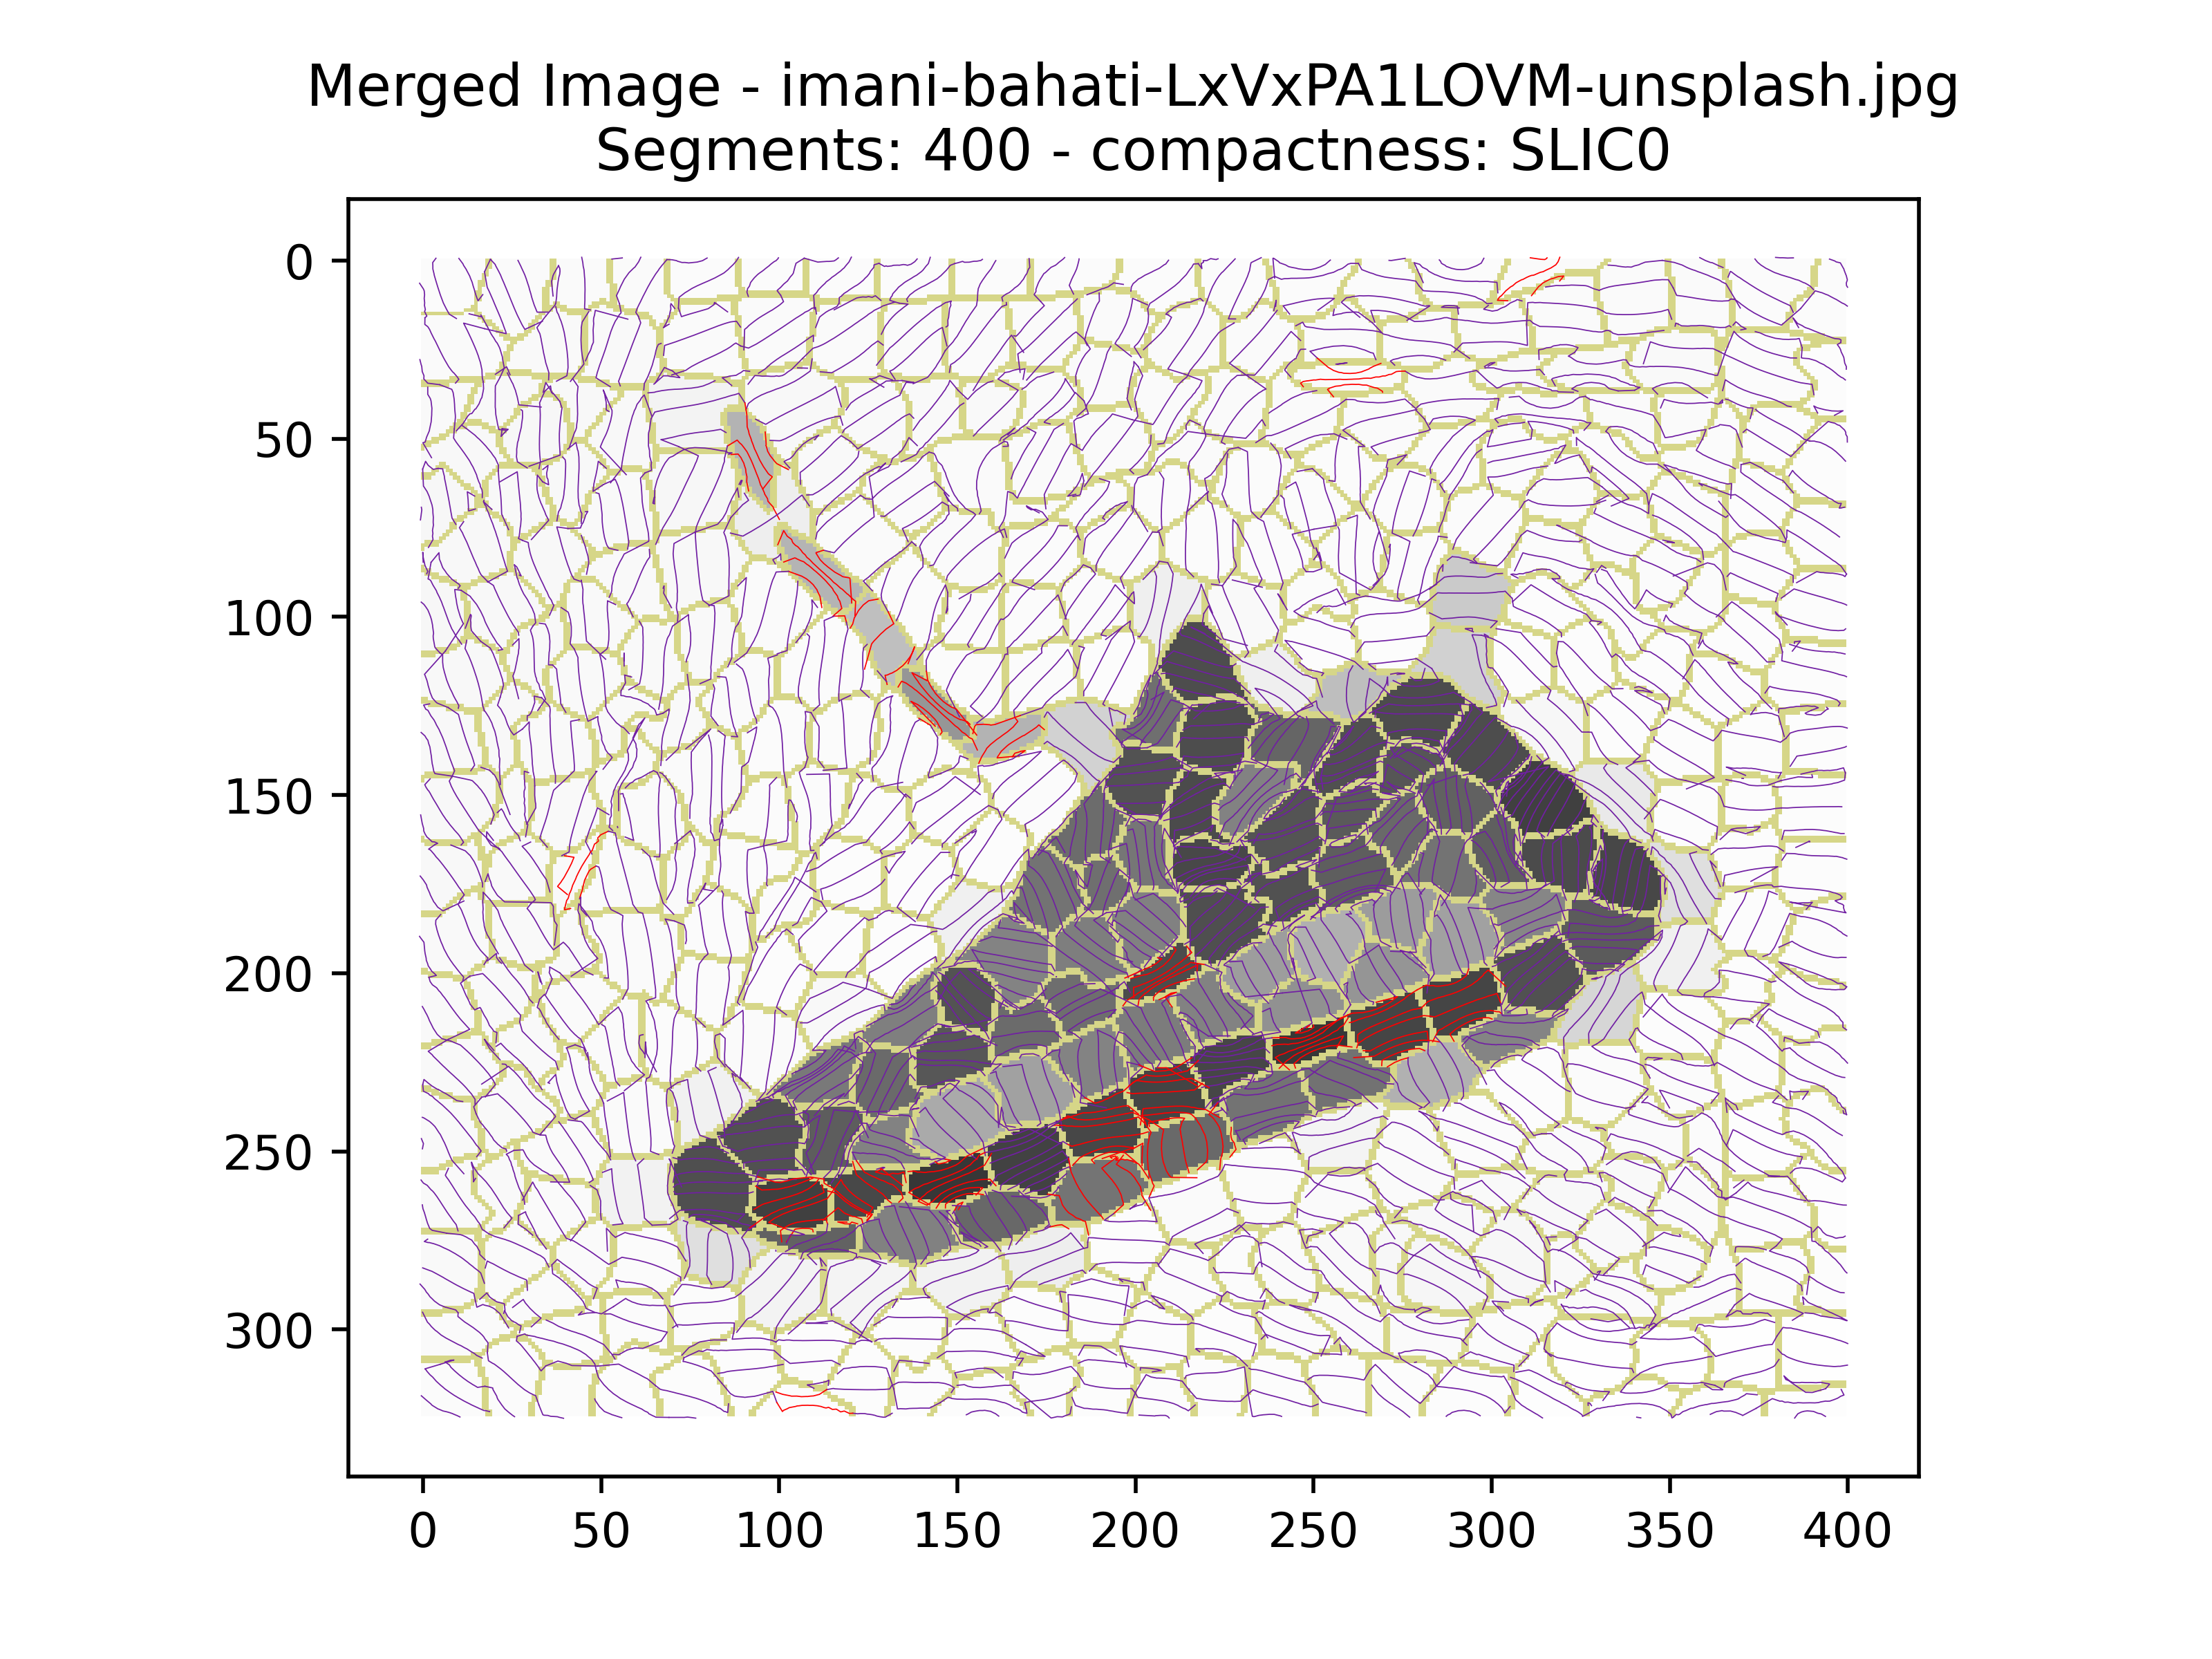 Merged Image - imani-bahati-LxVxPA1LOVM-unsplash.jpg
Segments: 400 - compactness: SLIC0
0
50
100
150
200
250
300
0 50 100 150 200 250 300 350 400